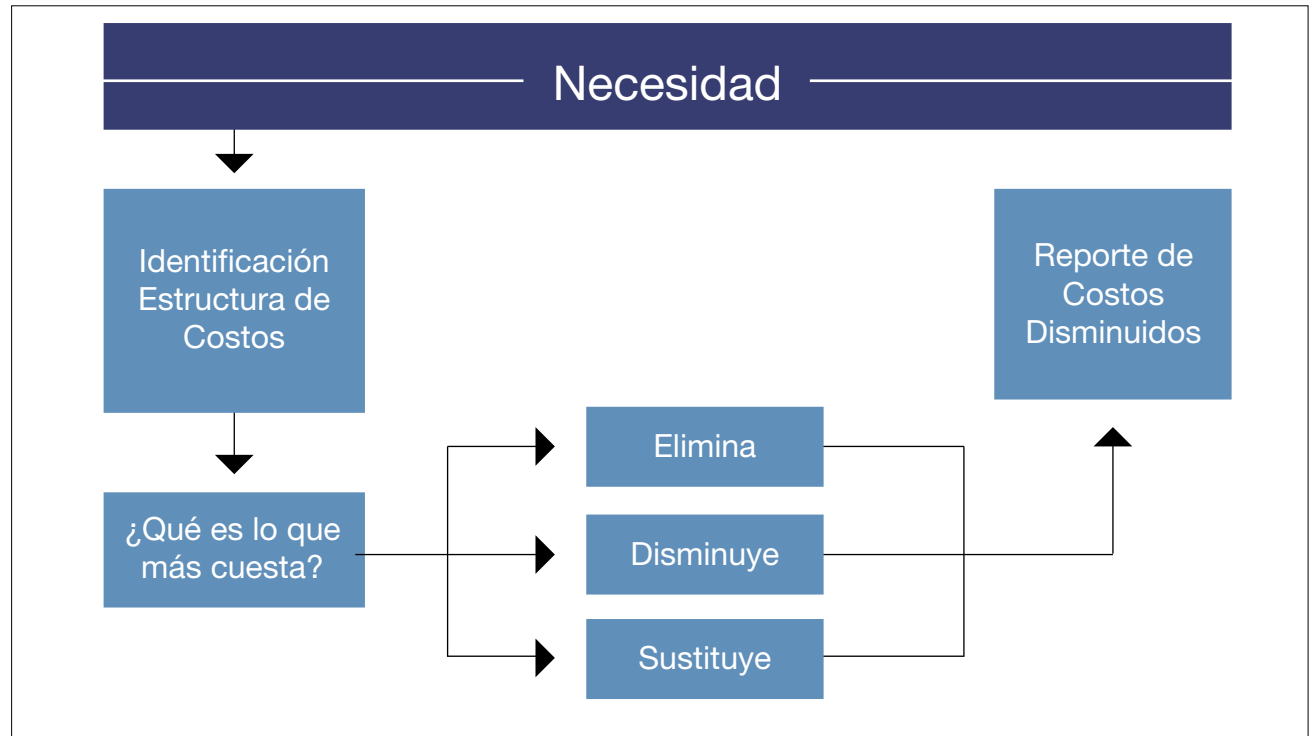 Necesidad
Identificación
Estructura de
Costos
¿Qué es lo que
más cuesta?
Elimina
Disminuye
Sustituye
Reporte de
Costos
Disminuidos